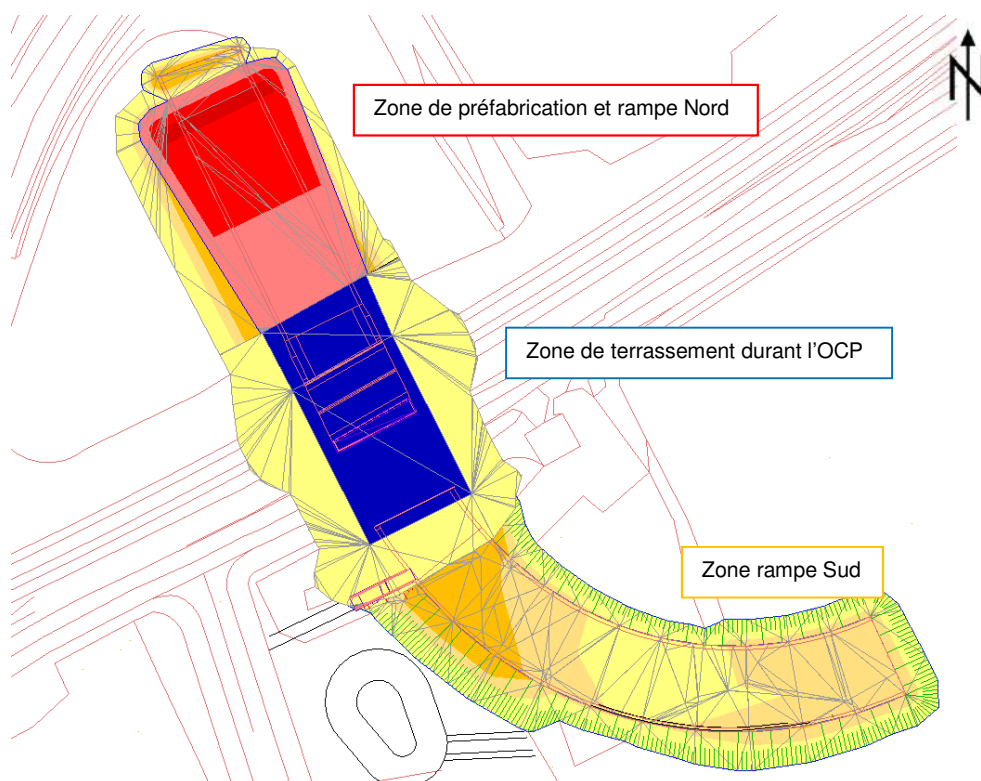 Zone de préfabrication et rampe Nord
N
Zone de terrassement durant l'OCP
Zone rampe Sud